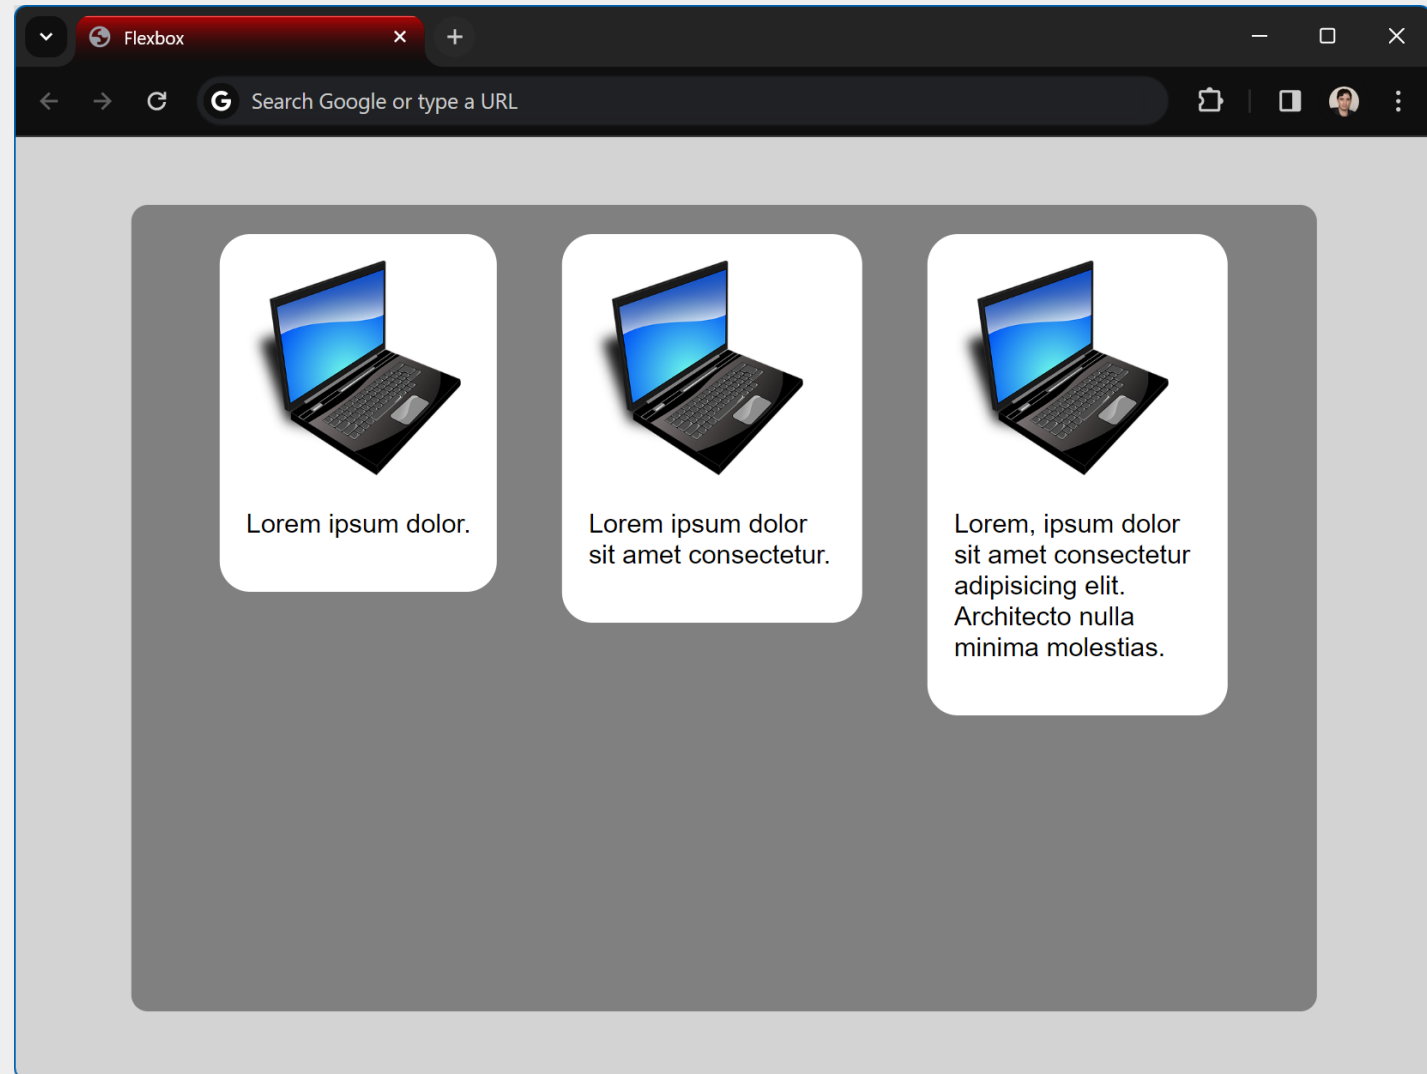 Flexbox
G Search Google or type a URL
Lorem ipsum dolor.
Lorem ipsum dolor
sit amet consectetur.
Lorem, ipsum dolor
sit amet consectetur
adipisicing elit.
Architecto nulla
minima molestias.